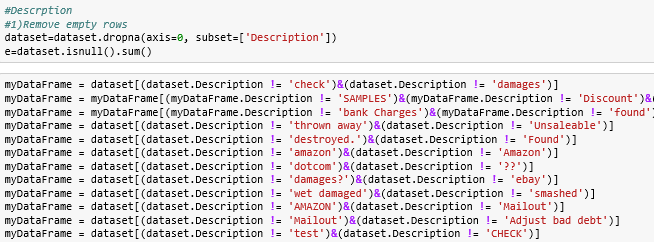 #Descrption
#1)Remove empty rows
dataset=dataset.dropna(axis=0, subset=['Description'])
e=dataset.isnull().sum()
myDataFrame = dataset[(dataset.Description != 'check')&(dataset.Description != 'damages')]
myDataFrame = myDataFrame[(myDataFrame.Description != 'SAMPLES')&(myDataFrame.Description != 'Discount')&
myDataFrame = myDataFrame[(myDataFrame.Description != 'bank Charges')&(myDataFrame.Description != 'found')
myDataFrame = dataset[(dataset.Description != 'thrown away')&(dataset.Description != 'Unsaleable')]
myDataFrame = dataset[(dataset.Description != 'destroyed.')&(dataset.Description != 'Found')]
myDataFrame = dataset[(dataset.Description != 'amazon')&(dataset.Description != 'Amazon')]
myDataFrame = dataset[(dataset.Description != 'dotcom')&(dataset.Description != '??')]
myDataFrame = dataset[(dataset.Description != 'damages?')&(dataset.Description != 'ebay')]
myDataFrame = dataset[(dataset.Description != 'wet damaged')&(dataset.Description != 'smashed')]
myDataFrame = dataset[(dataset.Description != 'AMAZON')&(dataset.Description != 'Mailout')]
myDataFrame = dataset[(dataset.Description != 'Mailout')&(dataset.Description != 'Adjust bad debt')]
myDataFrame = dataset[(dataset.Description != 'test')&(dataset.Description != 'CHECK')]